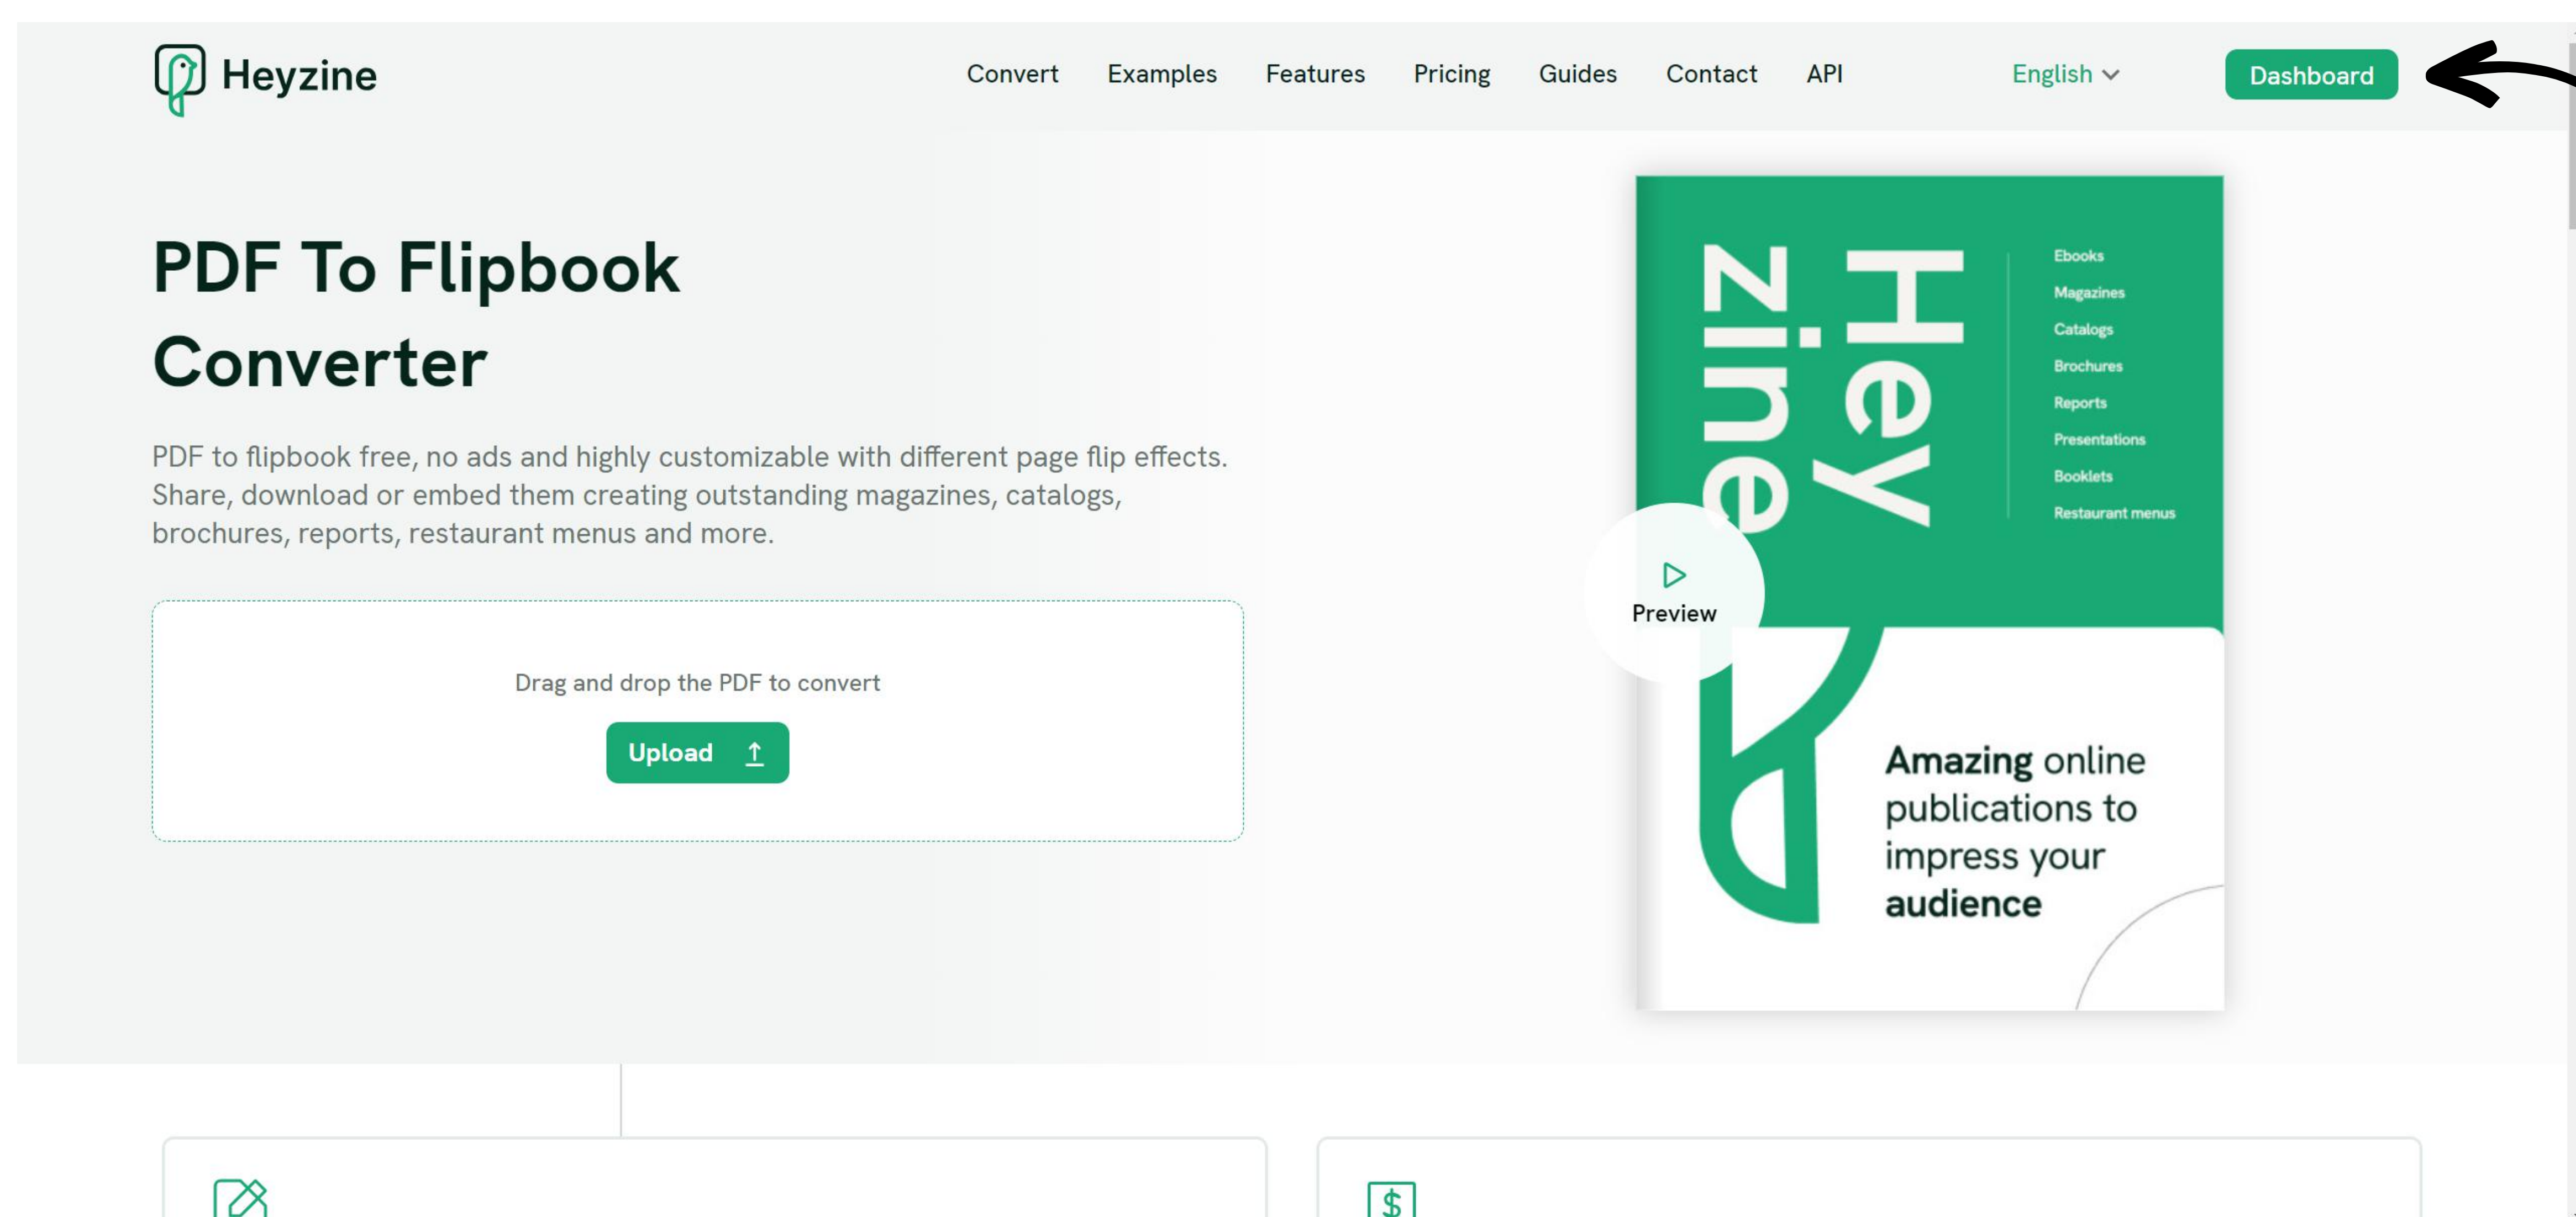 Heyzine
Convert Examples Features Pricing Guides Contact API English Dashboard
PDF To Flipbook
Converter
PDF to flipbook free, no ads and highly customizable with different page flip effects.
Share, download or embed them creating outstanding magazines, catalogs,
brochures, reports, restaurant menus and more.
Drag and drop the PDF to convert
Upload
Hey
zine
Ebooks
Magazines
Catalogs
Brochures
Reports
Presentations
Booklets
Restaurant menus
Preview
Amazing online
publications to
impress your
audience
$